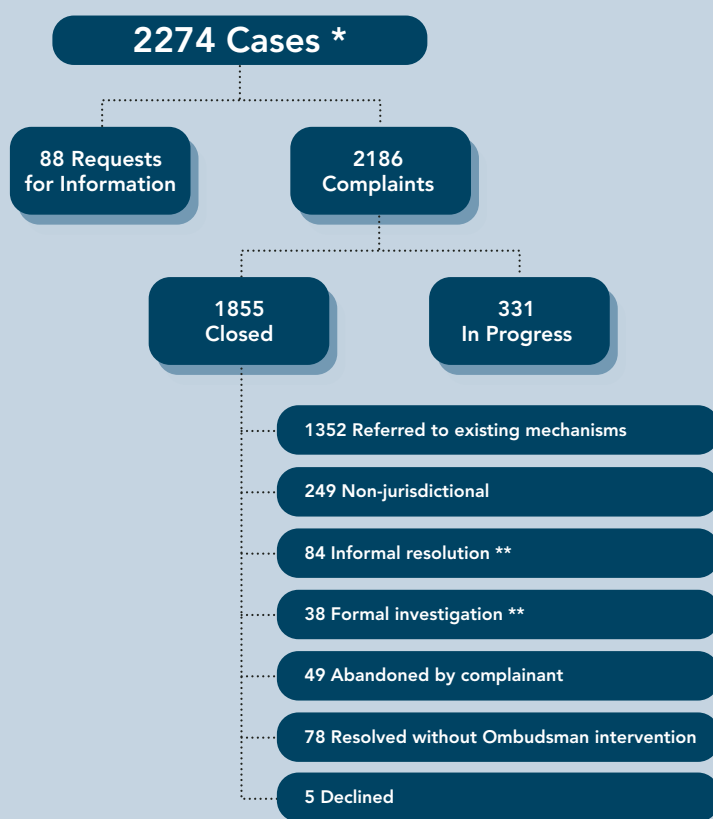 2274 Cases *
88 Requests
for Information
2186
Complaints
1855
Closed
331
In Progress
1352 Referred to existing mechanisms
249 Non-jurisdictional
84 Informal resolution **
38 Formal investigation **
49 Abandoned by complainant
78 Resolved without Ombudsman intervention
5 Declined